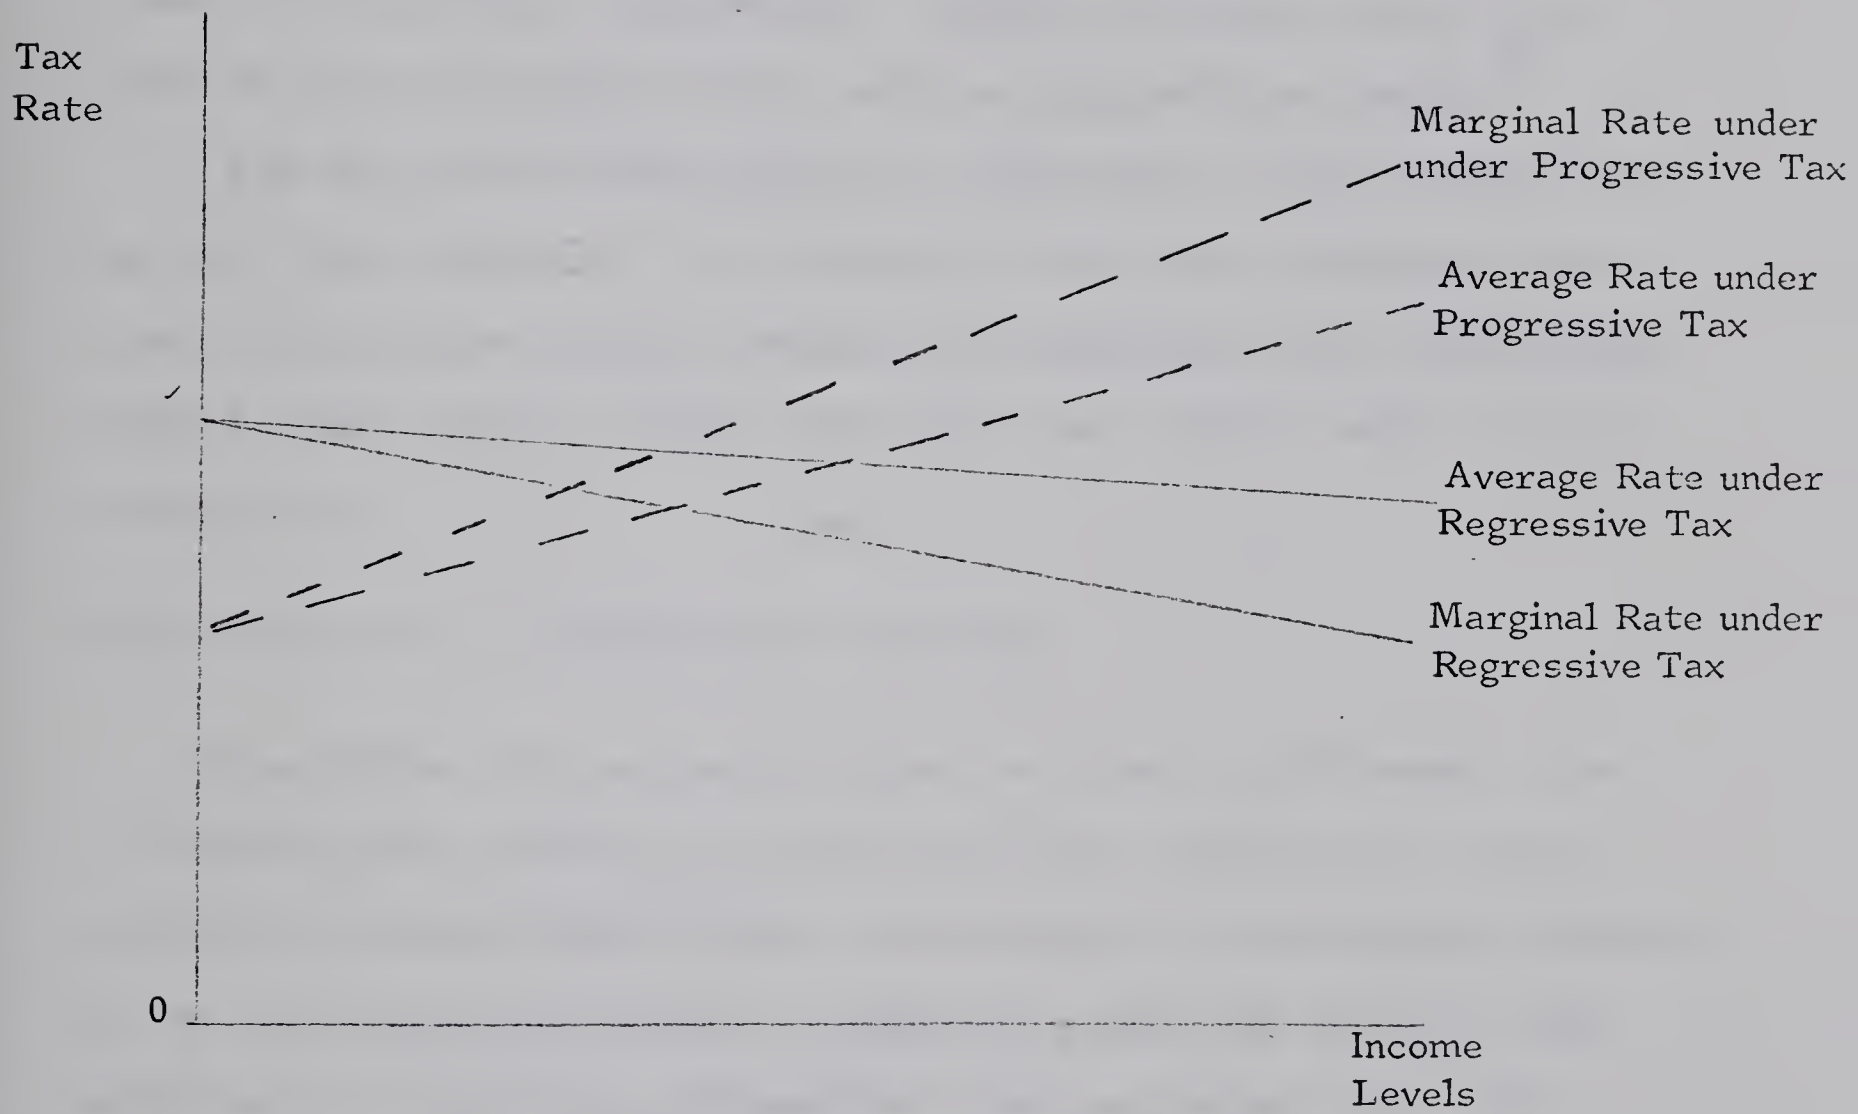 Tax
Rate
Marginal Rate under
under Progressive Tax
Average Rate under
Progressive Tax
Average Rate under
Regressive Tax
Marginal Rate under
Regressive Tax
0
Income
Levels